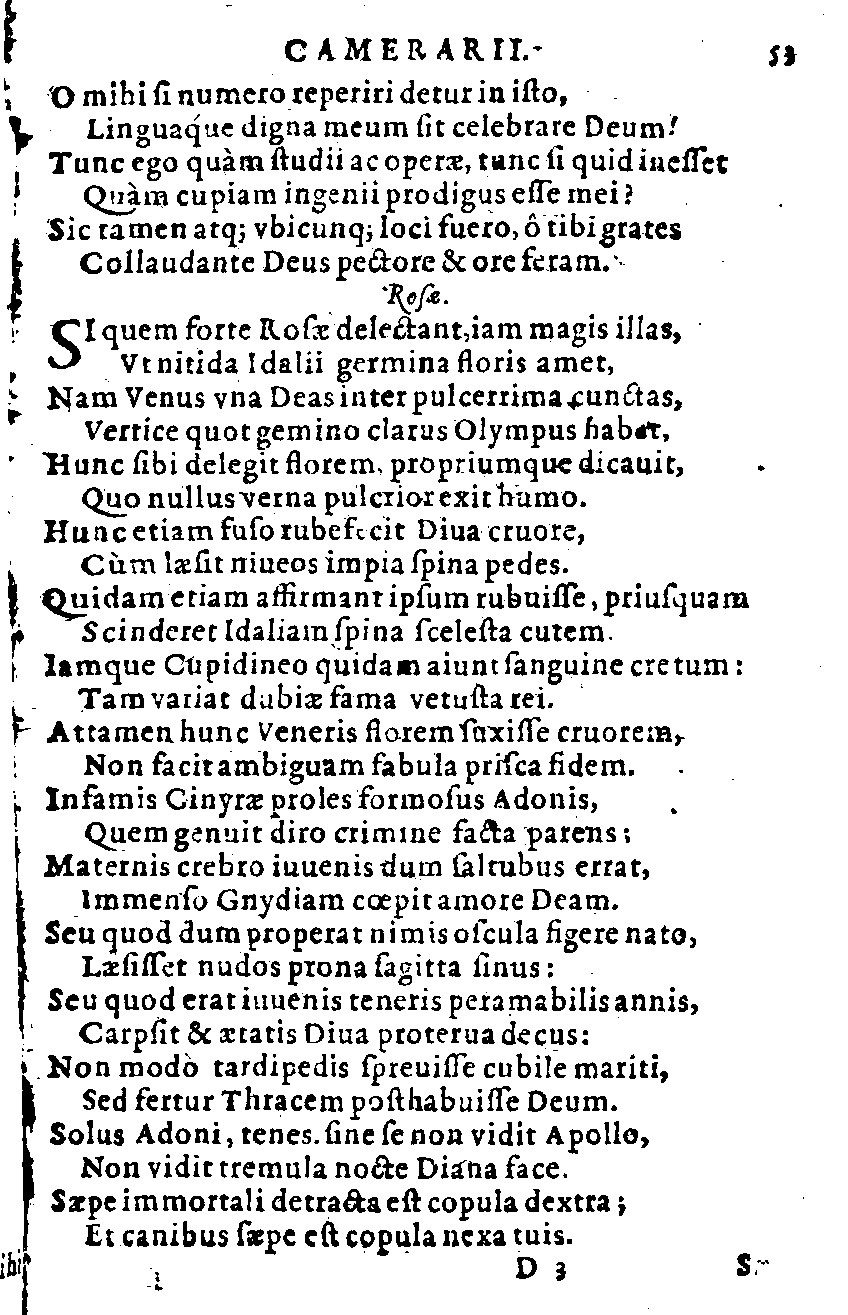 CAMERARII. 53
O mihi ſi numero reperiri detur in iſto,
Linguaq́ue digna meum ſit celebrare Deum!
Tunc ego quàm ſtudii ac operæ, tunc ſi quid ineſſet
Quàm cupiam ingenii prodigus eſſe mei?
Sic tamen atq; vbicunq; loci fuero, ô tibi grates
Collaudante Deus pectore & ore feram.
Roſæ.
SI quem forte Roſæ delectant, iam magis illas,
Vt nitida Idalii germina floris amet,
Nam Venus vna Deas inter pulcerrima cunctas,
Vertice quot gemino clarus Olympus habet,
Hunc ſibi delegit florem, propriumque dicauit,
Quo nullus verna pulcrior exit humo.
Hunc etiam fuſo rubefecit Diua cruore,
Cùm læſit niueos impia ſpina pedes.
Quidam etiam affirmant ipſum rubuiſſe, priuſquam
Scinderet Idaliam ſpina ſceleſta cutem.
Iamque Cupidineo quidam aiunt ſanguine cretum:
Tam variat dubiæ fama vetuſta rei.
Attamen hunc Veneris florem ſuxiſſe cruorem,
Non facit ambiguam fabula priſca fidem.
Infamis Cinyræ proles formoſus Adonis,
Quem genuit diro crimine facta parens;
Maternis crebro iuuenis dum ſaltubus errat,
Immenſo Gnydiam cœpit amore Deam.
Seu quod dum properat nimis oſcula figere nato,
Læſiſſet nudos prona ſagitta ſinus:
Seu quod erat iuuenis teneris peramabilis annis,
Carpſit & ætatis Diua proterua decus:
Non modò tardipedis ſpreuiſſe cubile mariti,
Sed fertur Thracem poſthabuiſſe Deum.
Solus Adoni, tenes. ſine ſe non vidit Apollo,
Non vidit tremula nocte Diana face.
Sæpe immortali detracta eſt copula dextra;
Et canibus ſæpe eſt copula nexa tuis.
D 3